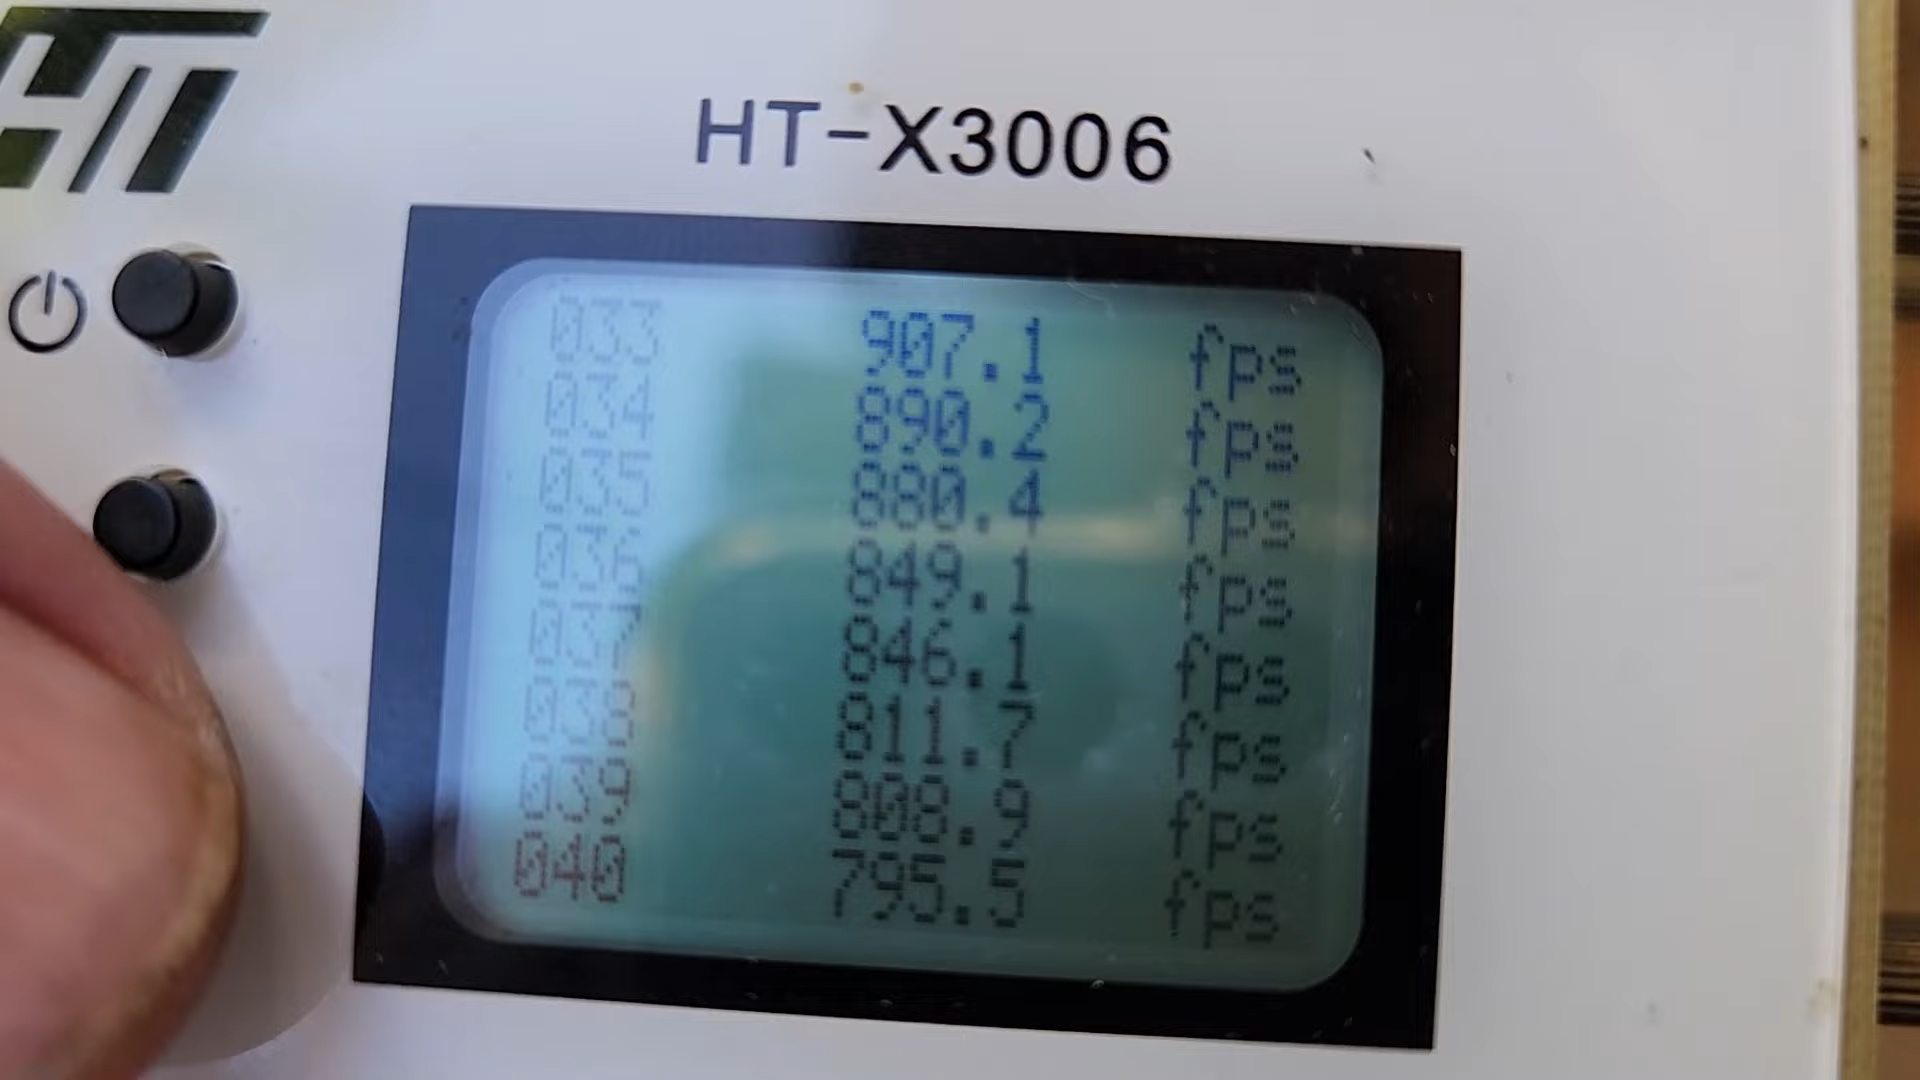 HT
HT-X3006
033 907.1 fps
034 890.2 fps
035 880.4 fps
036 849.1 fps
037 846.1 fps
038 811.7 fps
039 808.9 fps
040 795.5 fps